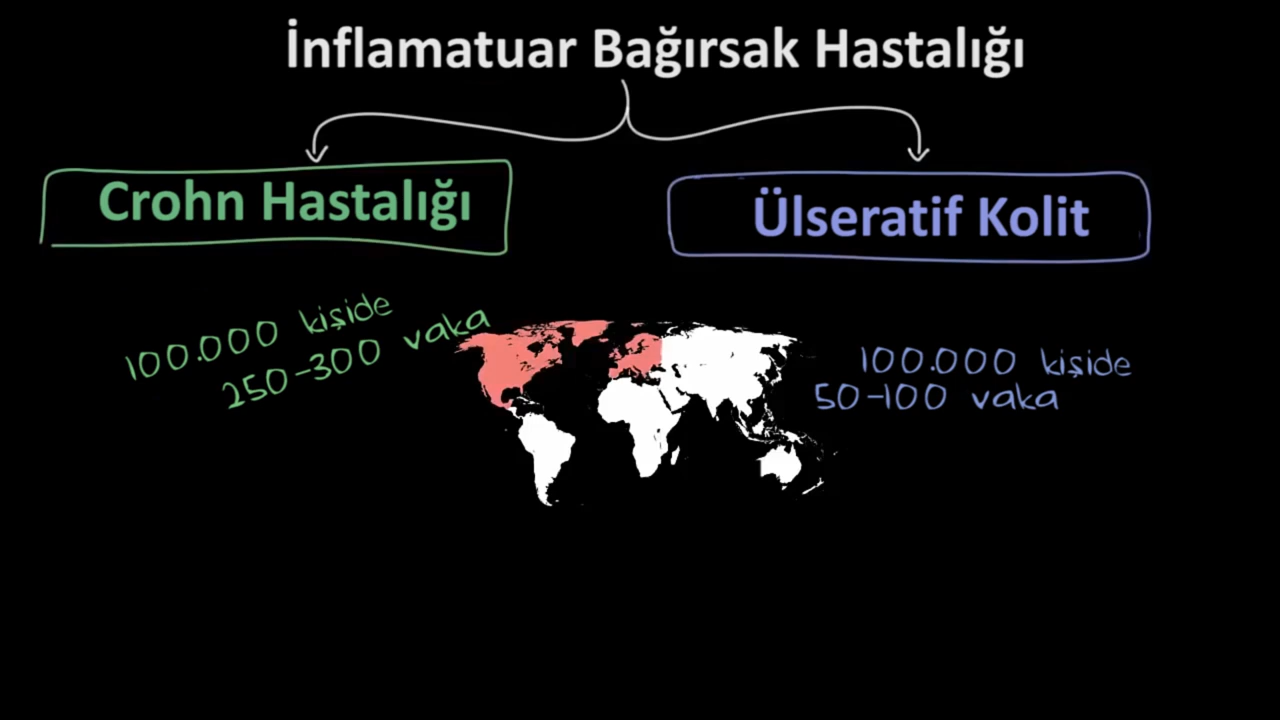 İnflamatuar Bağırsak Hastalığı
Crohn Hastalığı
Ülseratif Kolit
100.000 kişide
250-300 vaka
100.000 kişide
50-100 vaka